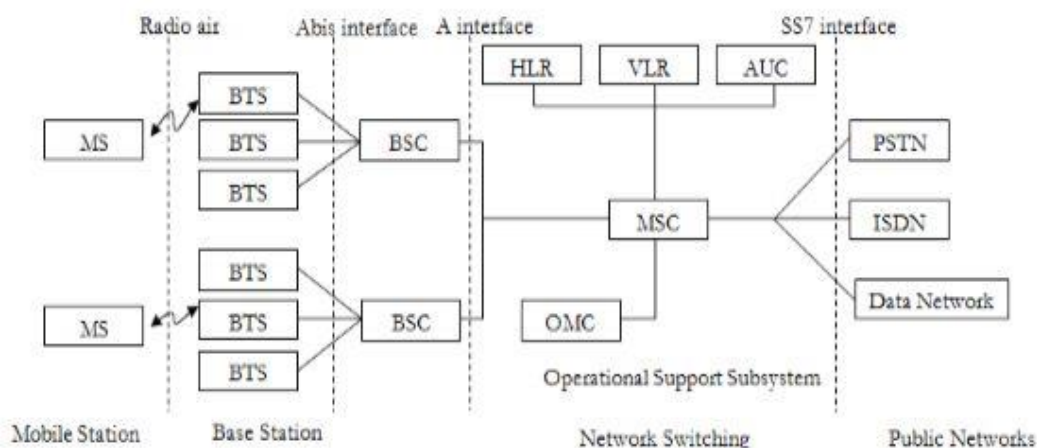 Radio air
Abis interface
A interface
SS7 interface
HLR
VLR
AUC
BTS
BTS
BTS
MS
BSC
PSTN
MSC
ISDN
BTS
BTS
BTS
MS
BSC
OMC
Data Network
Operational Support Subsystem
Mobile Station
Base Station
Network Switching
Public Networks